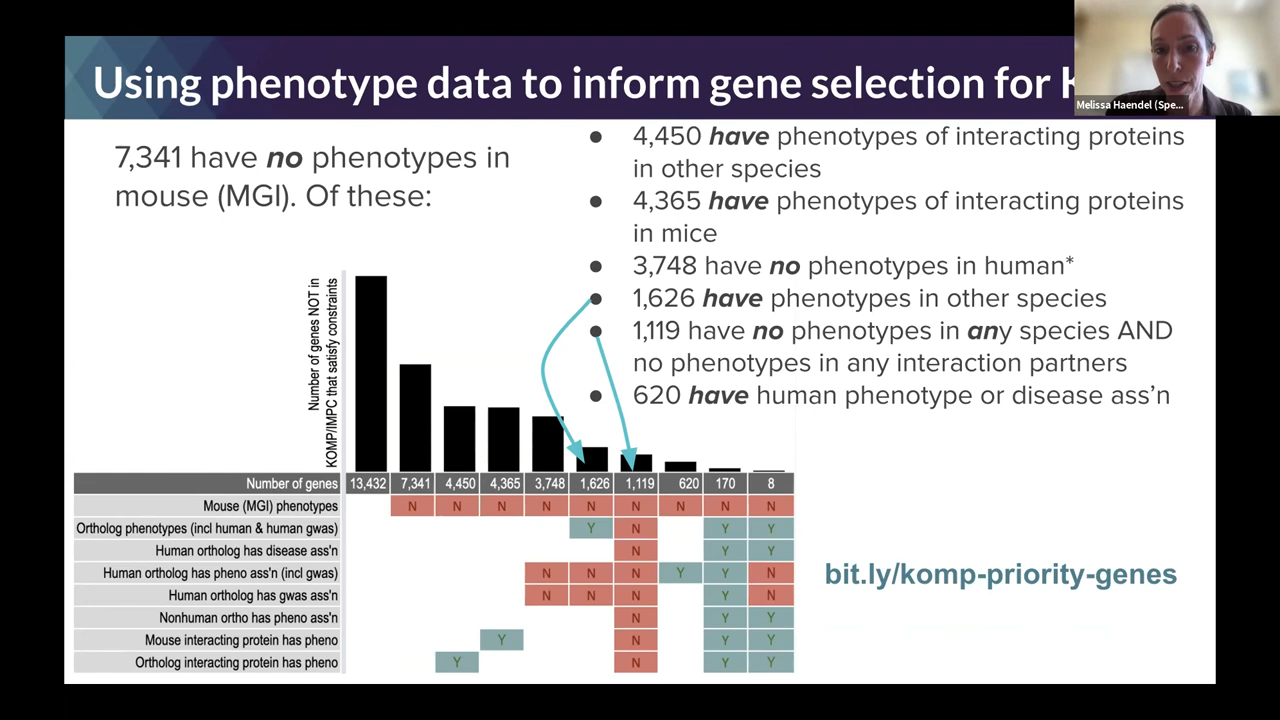 Using phenotype data to inform gene selection for
Melissa Haendel (Spe...
7,341 have no phenotypes in
mouse (MGI). Of these:
● 4,450 have phenotypes of interacting proteins
in other species
● 4,365 have phenotypes of interacting proteins
in mice
● 3,748 have no phenotypes in human*
● 1,626 have phenotypes in other species
● 1,119 have no phenotypes in any species AND
no phenotypes in any interaction partners
● 620 have human phenotype or disease ass'n
Number of genes NOT in
KOMP/IMPC that satisfy constraints
Number of genes 13,432 7,341 4,450 4,365 3,748 1,626 1,119 620 170 8
Mouse (MGI) phenotypes N N N N N N N N N
Ortholog phenotypes (incl human & human gwas) Y N Y Y
Human ortholog has disease ass'n N Y Y
Human ortholog has pheno ass'n (incl gwas) N N N Y Y N
Human ortholog has gwas ass'n N N N Y N
Nonhuman ortho has pheno ass'n N Y Y
Mouse interacting protein has pheno Y N Y Y
Ortholog interacting protein has pheno Y N Y Y
bit.ly/komp-priority-genes